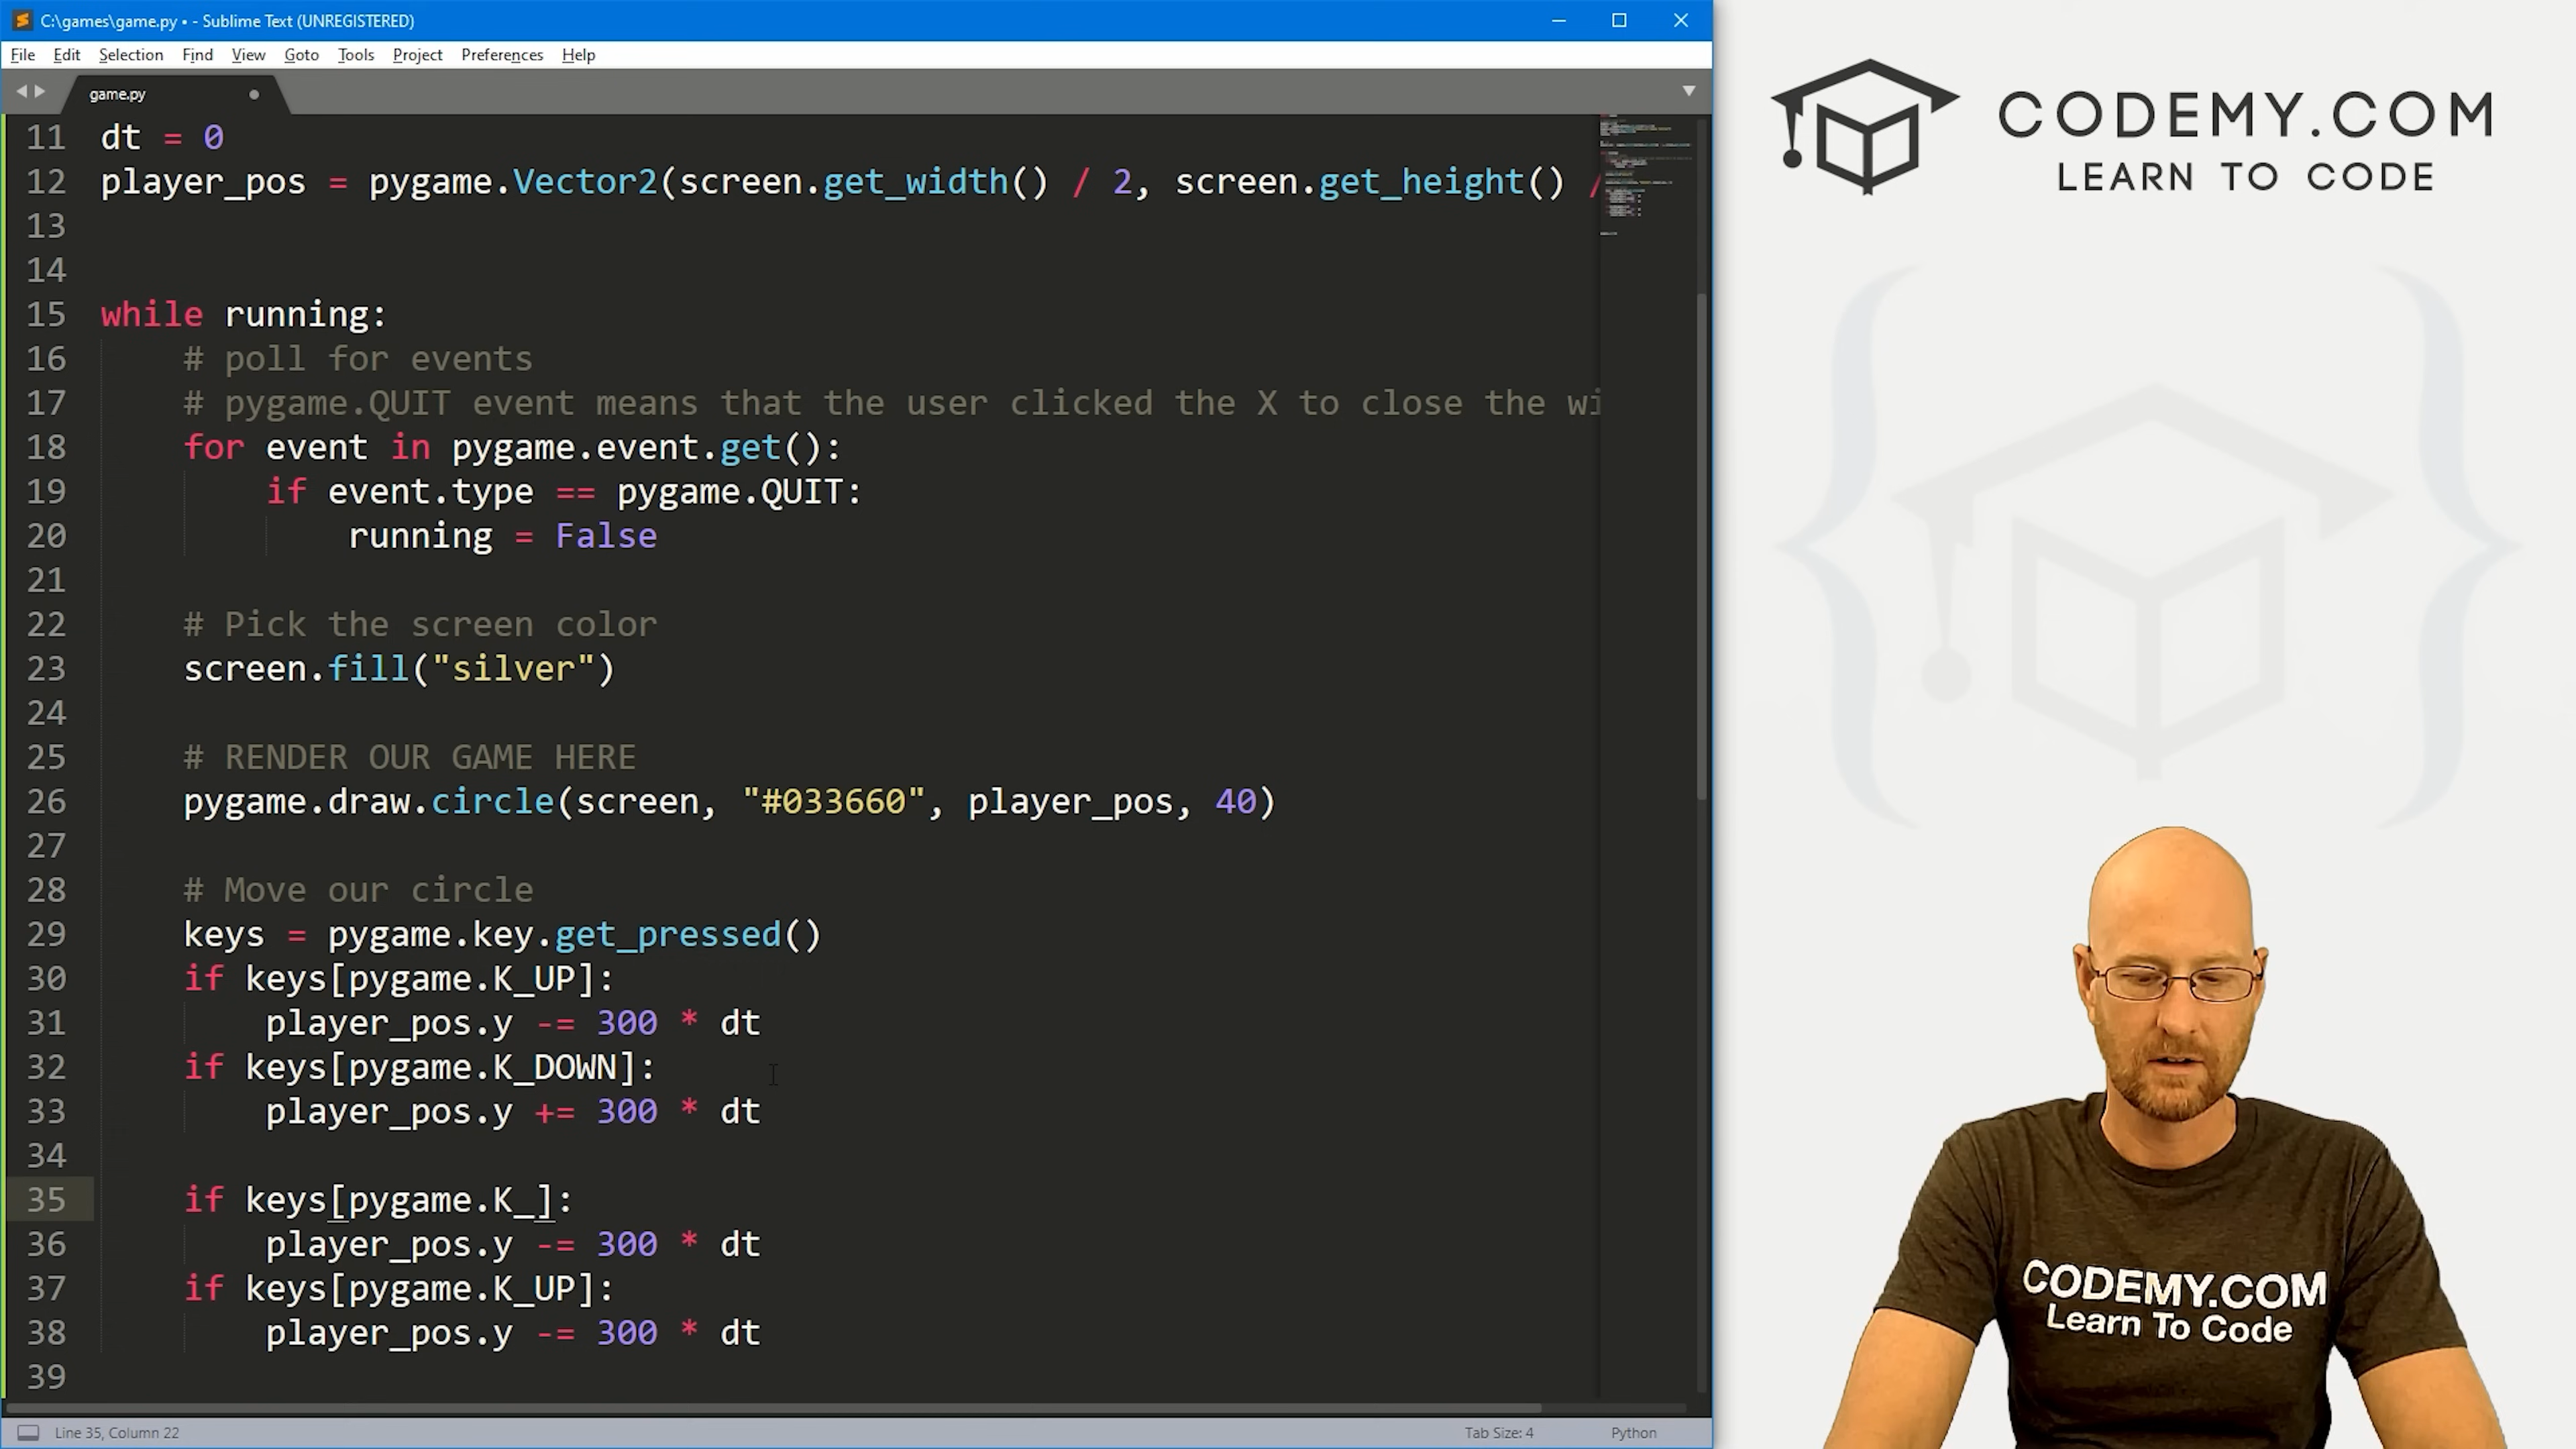 C:\games\game.py • - Sublime Text (UNREGISTERED)
File Edit Selection Find View Goto Tools Project Preferences Help
game.py
11 dt = 0
12 player_pos = pygame.Vector2(screen.get_width() / 2, screen.get_height() /
13
14
15 while running:
16 # poll for events
17 # pygame.QUIT event means that the user clicked the X to close the wi
18 for event in pygame.event.get():
19 if event.type == pygame.QUIT:
20 running = False
21
22 # Pick the screen color
23 screen.fill("silver")
24
25 # RENDER OUR GAME HERE
26 pygame.draw.circle(screen, "#033660", player_pos, 40)
27
28 # Move our circle
29 keys = pygame.key.get_pressed()
30 if keys[pygame.K_UP]:
31 player_pos.y -= 300 * dt
32 if keys[pygame.K_DOWN]:
33 player_pos.y += 300 * dt
34
35 if keys[pygame.K_]:
36 player_pos.y -= 300 * dt
37 if keys[pygame.K_UP]:
38 player_pos.y -= 300 * dt
39
Line 35, Column 22
Tab Size: 4
Python
CODEMY.COM
LEARN TO CODE
CODEMY.COM
Learn To Code